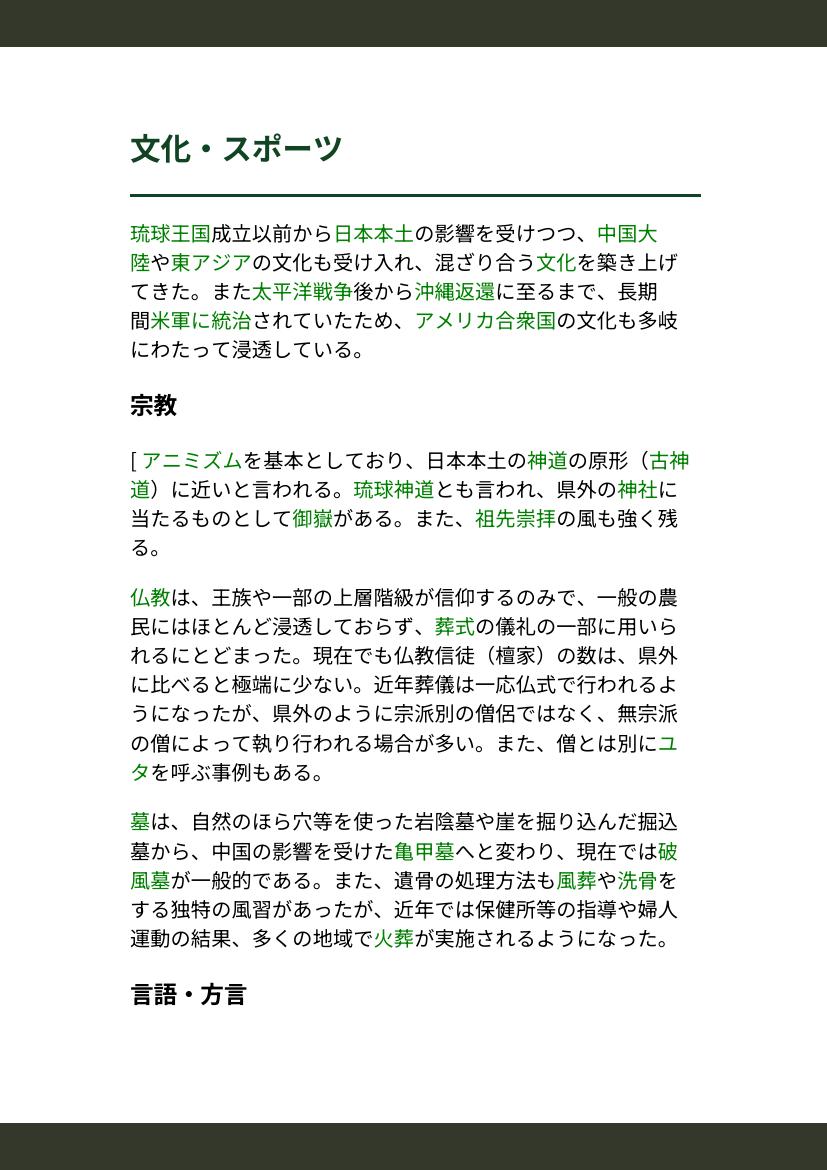 文化・スポーツ
琉球王国成立以前から日本本土の影響を受けつつ、中国大
陸や東アジアの文化も受け入れ、混ざり合う文化を築き上げ
てきた。また太平洋戦争後から沖縄返還に至るまで、長期
間米軍に統治されていたため、アメリカ合衆国の文化も多岐
にわたって浸透している。
宗教
[ アニミズムを基本としており、日本本土の神道の原形（古神
道）に近いと言われる。琉球神道とも言われ、県外の神社に
当たるものとして御嶽がある。また、祖先崇拝の風も強く残
る。
仏教は、王族や一部の上層階級が信仰するのみで、一般の農
民にはほとんど浸透しておらず、葬式の儀礼の一部に用いら
れるにとどまった。現在でも仏教信徒（檀家）の数は、県外
に比べると極端に少ない。近年葬儀は一応仏式で行われるよ
うになったが、県外のように宗派別の僧侶ではなく、無宗派
の僧によって執り行われる場合が多い。また、僧とは別にユ
タを呼ぶ事例もある。
墓は、自然のほら穴等を使った岩陰墓や崖を掘り込んだ掘込
墓から、中国の影響を受けた亀甲墓へと変わり、現在では破
風墓が一般的である。また、遺骨の処理方法も風葬や洗骨を
する独特の風習があったが、近年では保健所等の指導や婦人
運動の結果、多くの地域で火葬が実施されるようになった。
言語・方言